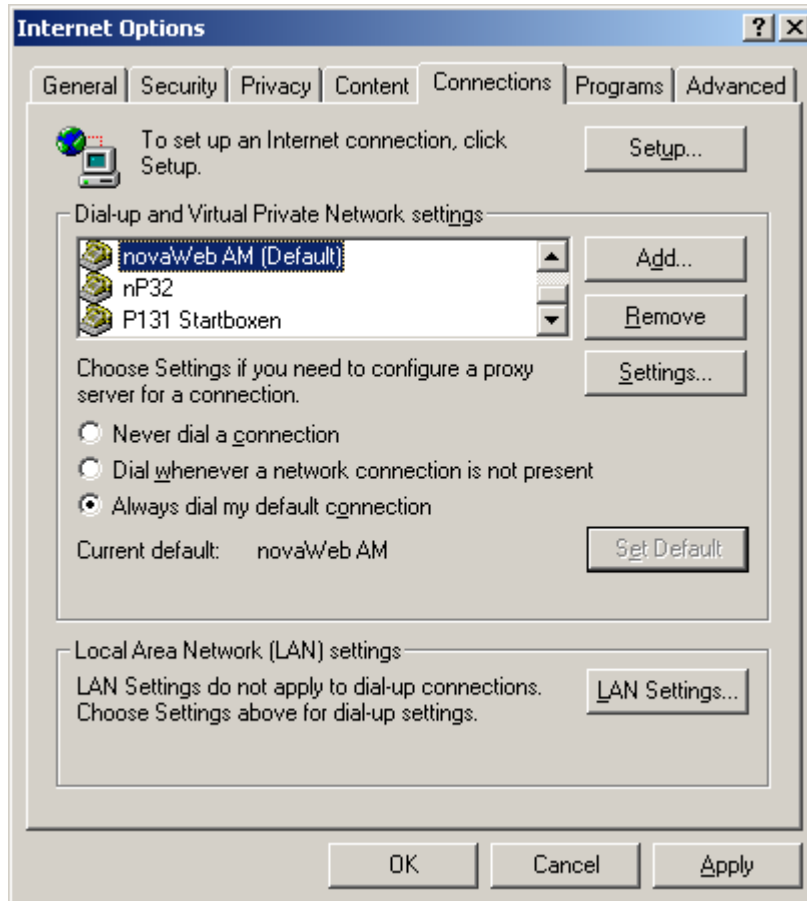 Internet Options
General Security Privacy Content Connections Programs Advanced
To set up an Internet connection, click
Setup.
Setup...
Dial-up and Virtual Private Network settings
novaWeb AM (Default)
nP32
P131 Startboxen
Add...
Remove
Choose Settings if you need to configure a proxy
server for a connection.
Settings...
Never dial a connection
Dial whenever a network connection is not present
Always dial my default connection
Current default: novaWeb AM
Set Default
Local Area Network (LAN) settings
LAN Settings do not apply to dial-up connections.
Choose Settings above for dial-up settings.
LAN Settings...
OK Cancel Apply